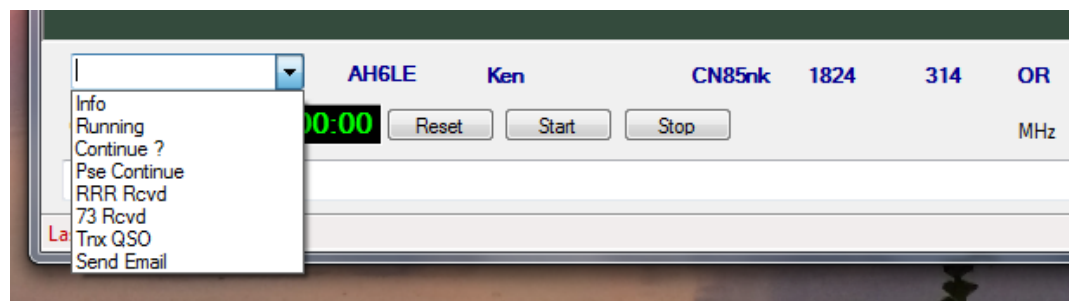 AH6LE Ken CN85nk 1824 314 OR
Info
Running
Continue ?
Pse Continue
RRR Rcvd
73 Rcvd
Tnx QSO
Send Email
00:00 Reset Start Stop MHz